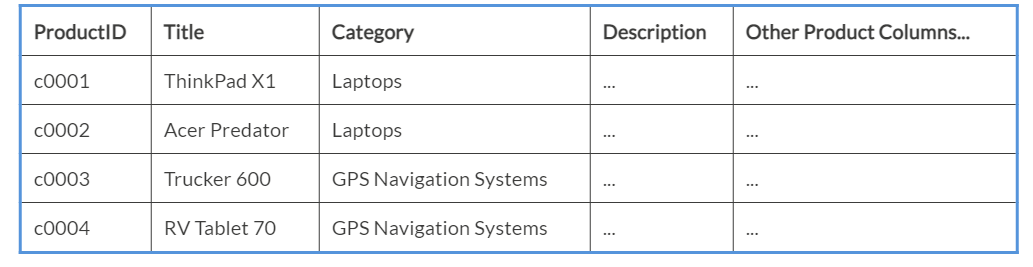 ProductID Title Category Description Other Product Columns...
c0001 ThinkPad X1 Laptops ... ...
c0002 Acer Predator Laptops ... ...
c0003 Trucker 600 GPS Navigation Systems ... ...
c0004 RV Tablet 70 GPS Navigation Systems ... ...